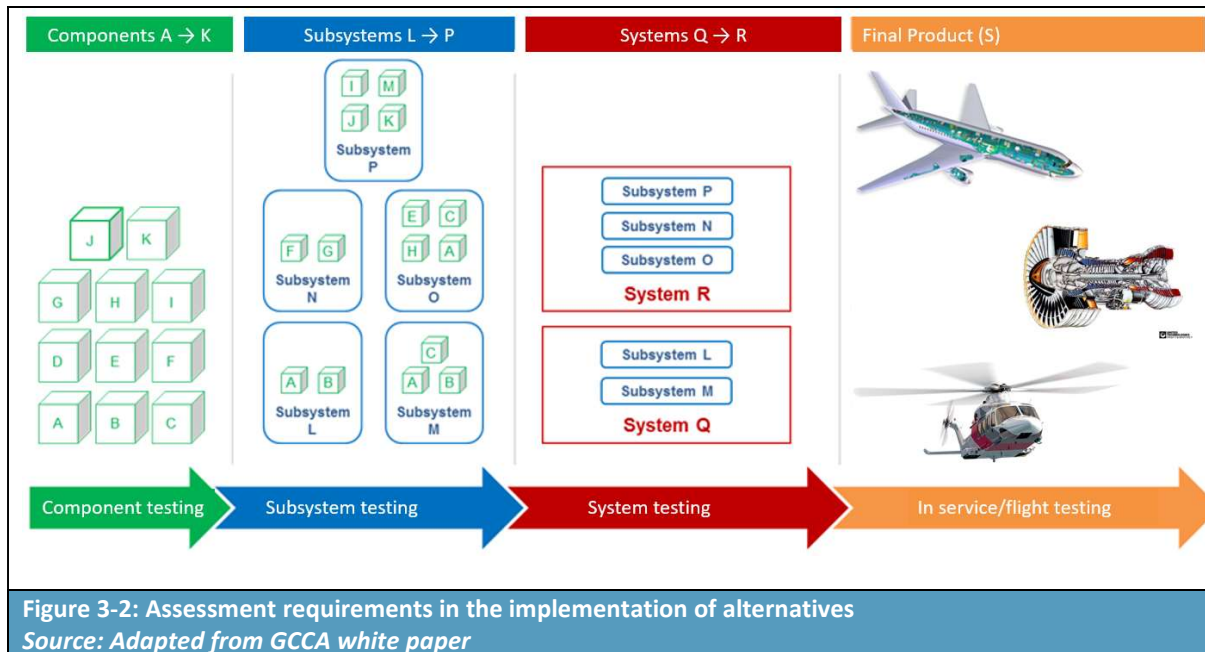 Components A → K
Subsystems L → P
Systems Q → R
Final Product (S)
J K
G H I
D E F
A B C
I M
J K
Subsystem
P
F G
Subsystem
N
E C
H A
Subsystem
O
A B
Subsystem
L
C
A B
Subsystem
M
Subsystem P
Subsystem N
Subsystem O
System R
Subsystem L
Subsystem M
System Q
Component testing
Subsystem testing
System testing
In service/flight testing
Figure 3-2: Assessment requirements in the implementation of alternatives
Source: Adapted from GCCA white paper